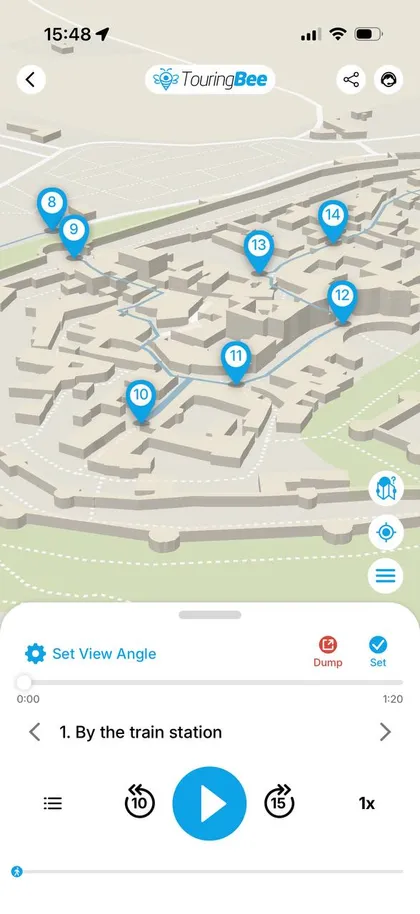 15:48
TouringBee
8
9
14
13
12
11
10
?
Set View Angle
Dump
Set
0:00
1:20
1. By the train station
10
15
1x